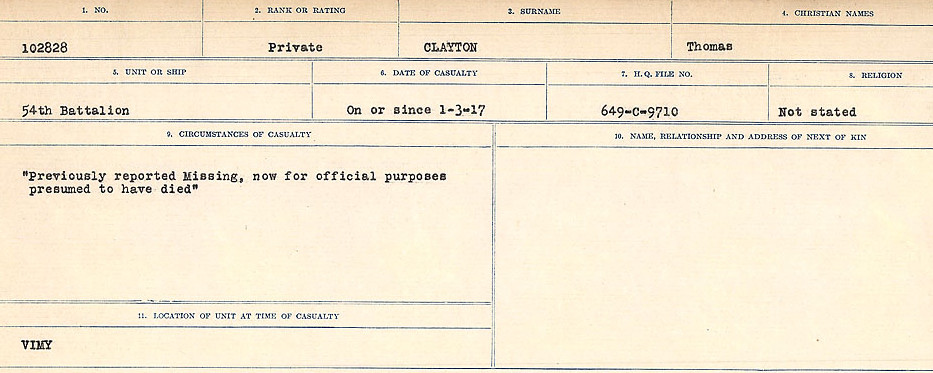 1. NO.
2. RANK OR RATING
3. SURNAME
4. CHRISTIAN NAMES
102828
Private
CLAYTON
Thomas
5. UNIT OR SHIP
6. DATE OF CASUALTY
7. H.Q. FILE NO.
8. RELIGION
54th Battalion
On or since 1-3-17
649-C-9710
Not stated
9. CIRCUMSTANCES OF CASUALTY
10. NAME, RELATIONSHIP AND ADDRESS OF NEXT OF KIN
"Previously reported Missing, now for official purposes
presumed to have died"
11. LOCATION OF UNIT AT TIME OF CASUALTY
VIMY